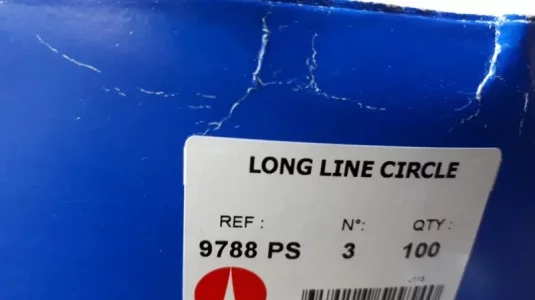 LONG LINE CIRCLE
REF : N°: QTY :
9788 PS 3 100